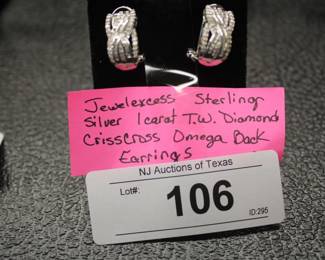 Jewelexcess Sterling
Silver 1carat T.W. Diamond
CrissCross Omega Back
Earrings
NJ Auctions of Texas
Lot#:
106
ID:295